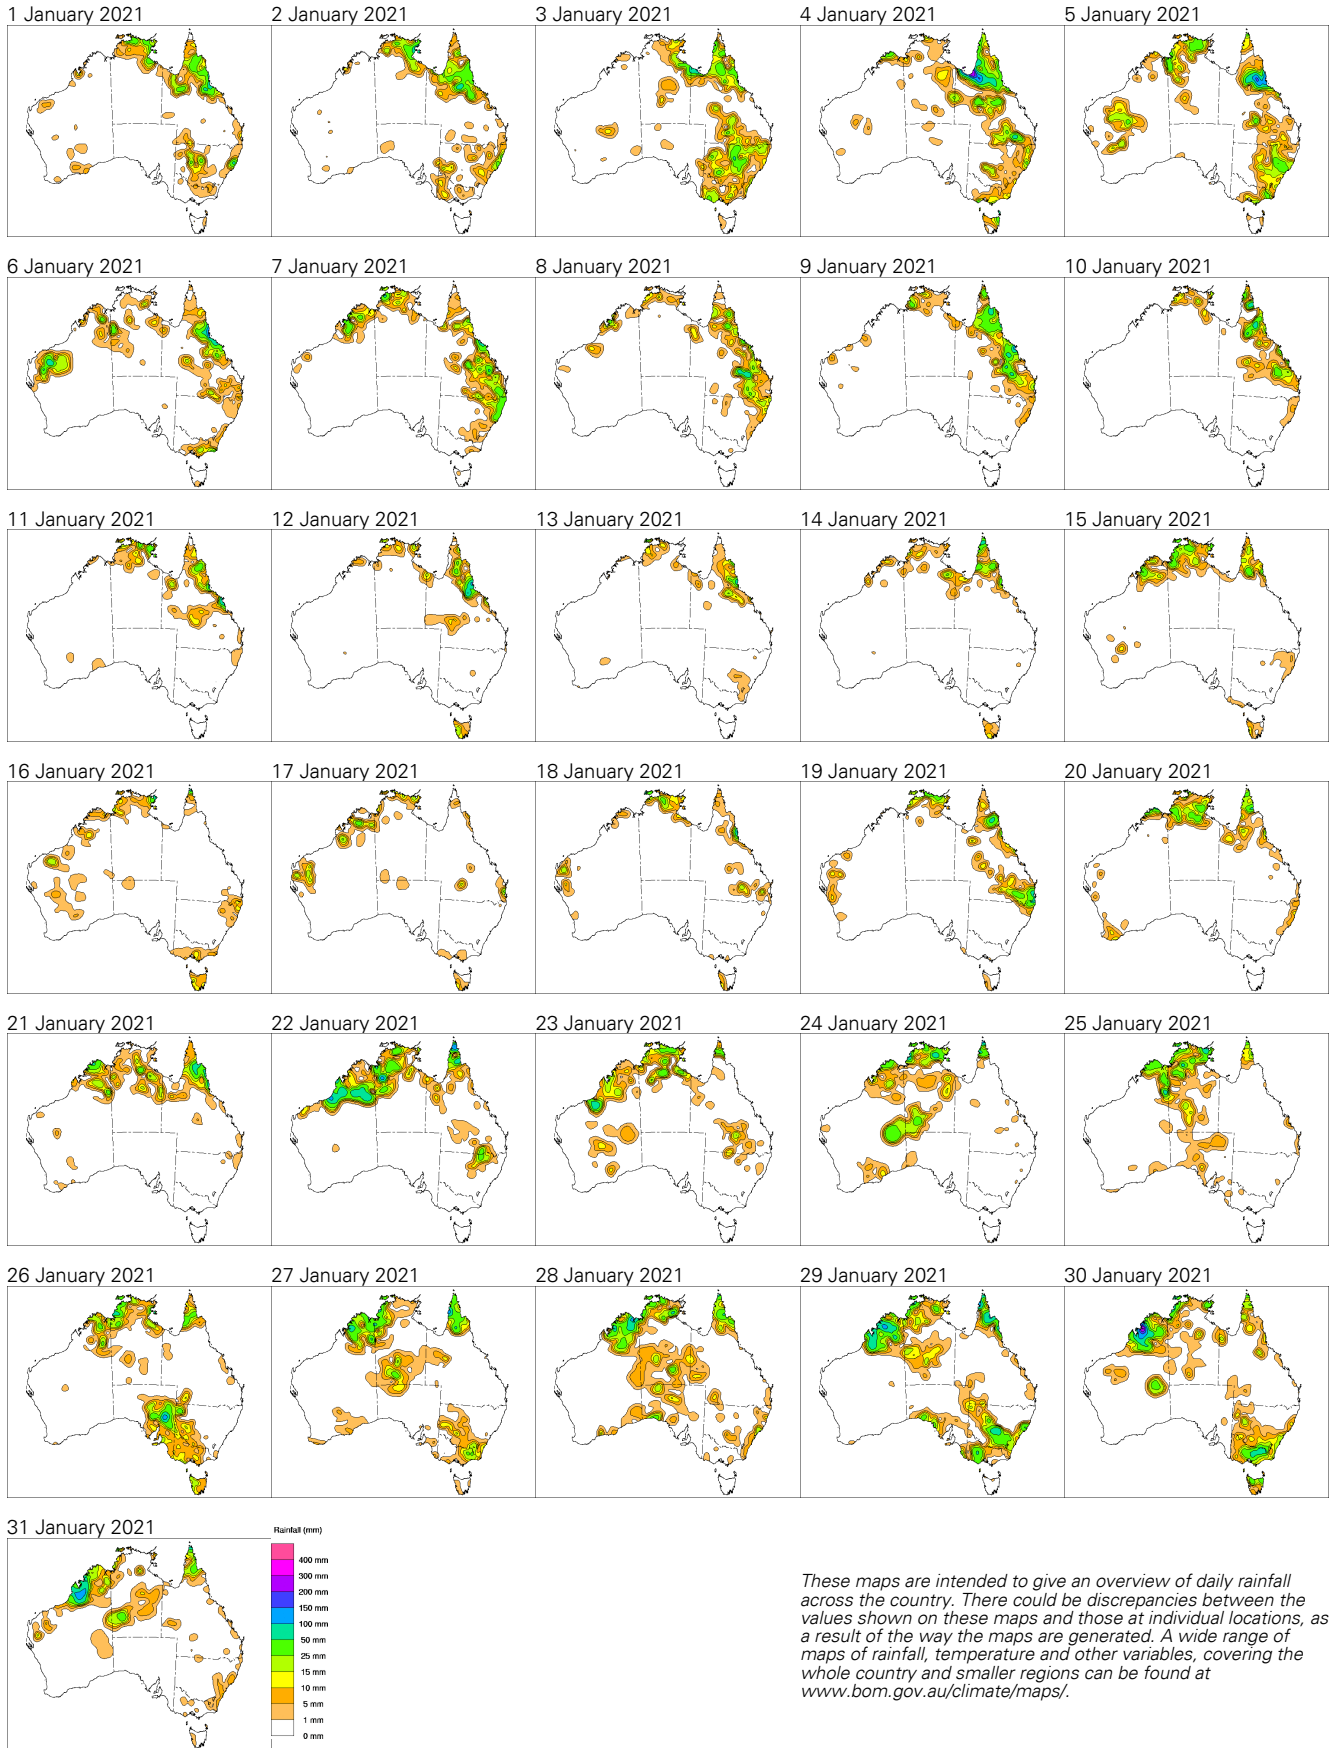 1 January 2021
2 January 2021
3 January 2021
4 January 2021
5 January 2021
6 January 2021
7 January 2021
8 January 2021
9 January 2021
10 January 2021
11 January 2021
12 January 2021
13 January 2021
14 January 2021
15 January 2021
16 January 2021
17 January 2021
18 January 2021
19 January 2021
20 January 2021
21 January 2021
22 January 2021
23 January 2021
24 January 2021
25 January 2021
26 January 2021
27 January 2021
28 January 2021
29 January 2021
30 January 2021
31 January 2021
Rainfall (mm)
400 mm
300 mm
200 mm
150 mm
100 mm
50 mm
25 mm
15 mm
10 mm
5 mm
1 mm
0 mm
These maps are intended to give an overview of daily rainfall
across the country. There could be discrepancies between the
values shown on these maps and those at individual locations, as
a result of the way the maps are generated. A wide range of
maps of rainfall, temperature and other variables, covering the
whole country and smaller regions can be found at
www.bom.gov.au/climate/maps/.